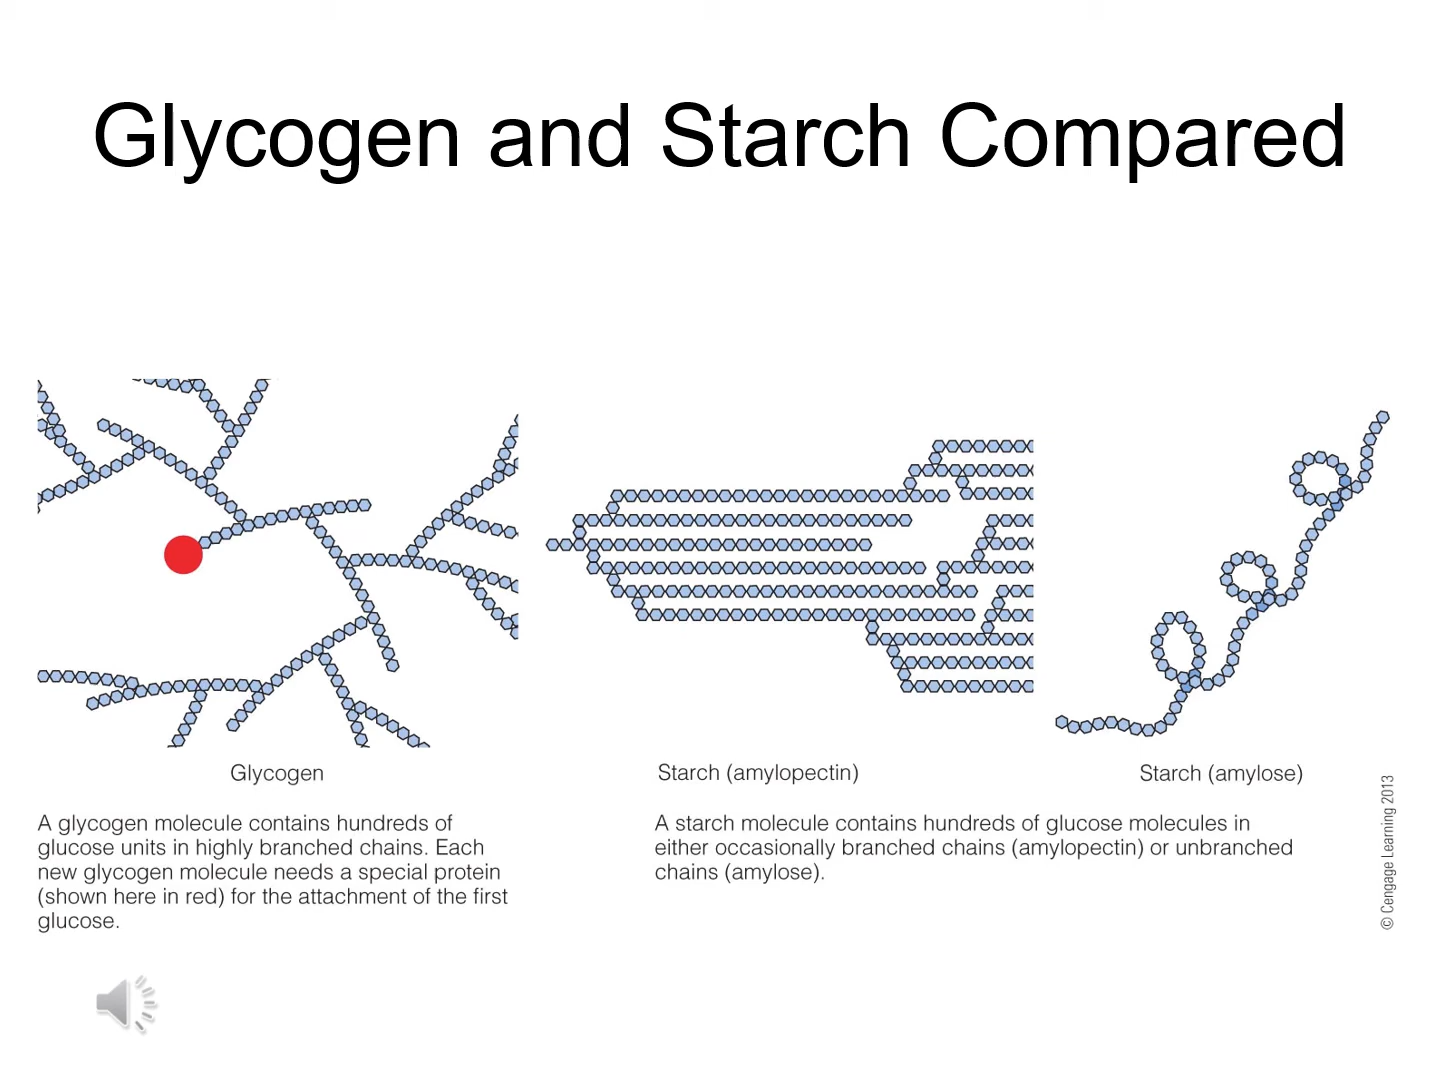 Glycogen and Starch Compared
Glycogen
A glycogen molecule contains hundreds of
glucose units in highly branched chains. Each
new glycogen molecule needs a special protein
(shown here in red) for the attachment of the first
glucose.
Starch (amylopectin)
Starch (amylose)
A starch molecule contains hundreds of glucose molecules in
either occasionally branched chains (amylopectin) or unbranched
chains (amylose).
© Cengage Learning 2013